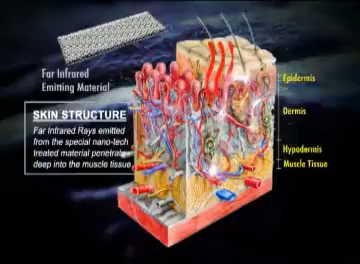 Far Infrared
Emitting Material
SKIN STRUCTURE
Far Infrared Rays emitted
from the special nano-tech
treated material penetrate
deep into the muscle tissue
Epidermis
Dermis
Hypodermis
Muscle Tissue